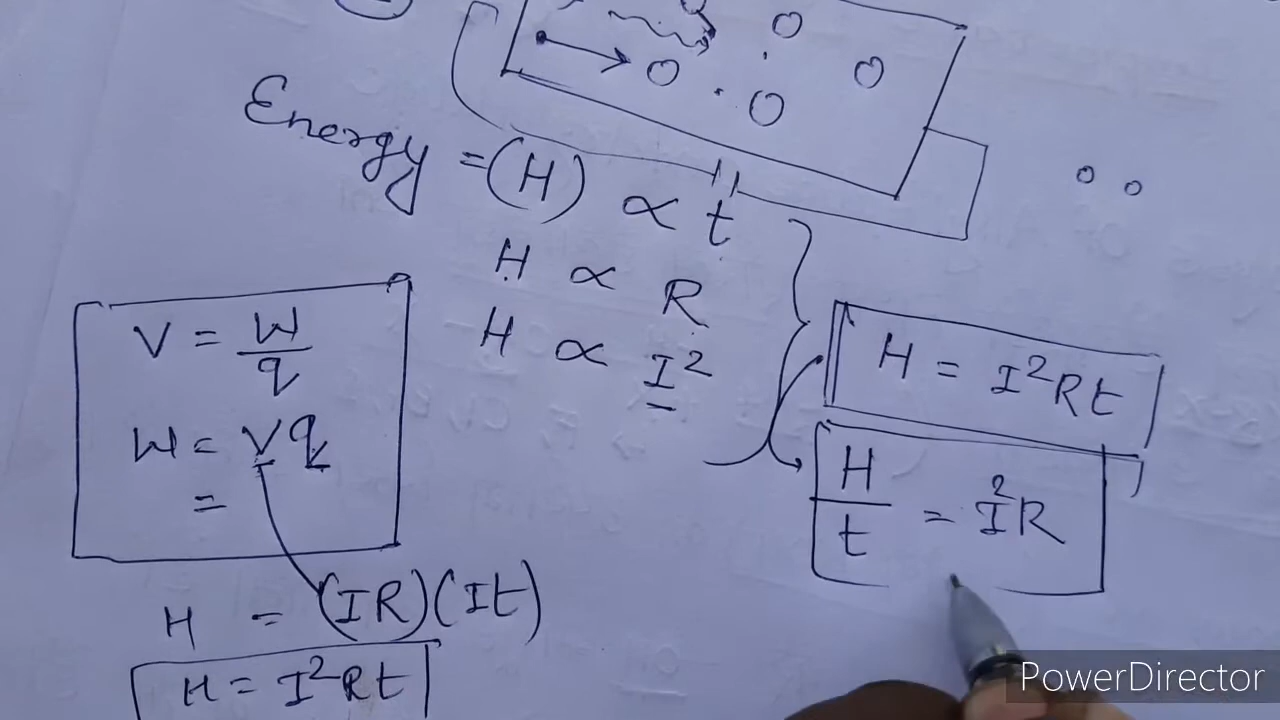 Energy = (H) ∝ t
H ∝ R
H ∝ I²
V = W/q
W = Vq
=
H = I²Rt
H/t = I²R
H = (IR)(It)
H = I²Rt
PowerDirector